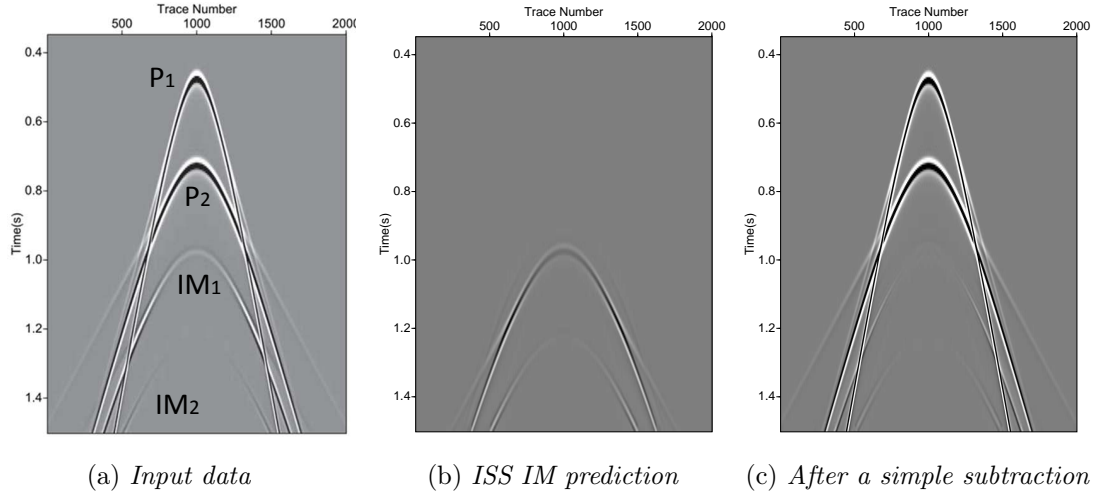 Trace Number
500 1000 1500 2000
0.4
0.6
0.8
1.0
1.2
1.4
Time(s)
P1
P2
IM1
IM2
(a) Input data
Trace Number
500 1000 1500 2000
0.4
0.6
0.8
1.0
1.2
1.4
Time(s)
(b) ISS IM prediction
Trace Number
500 1000 1500 2000
0.4
0.6
0.8
1.0
1.2
1.4
Time(s)
(c) After a simple subtraction